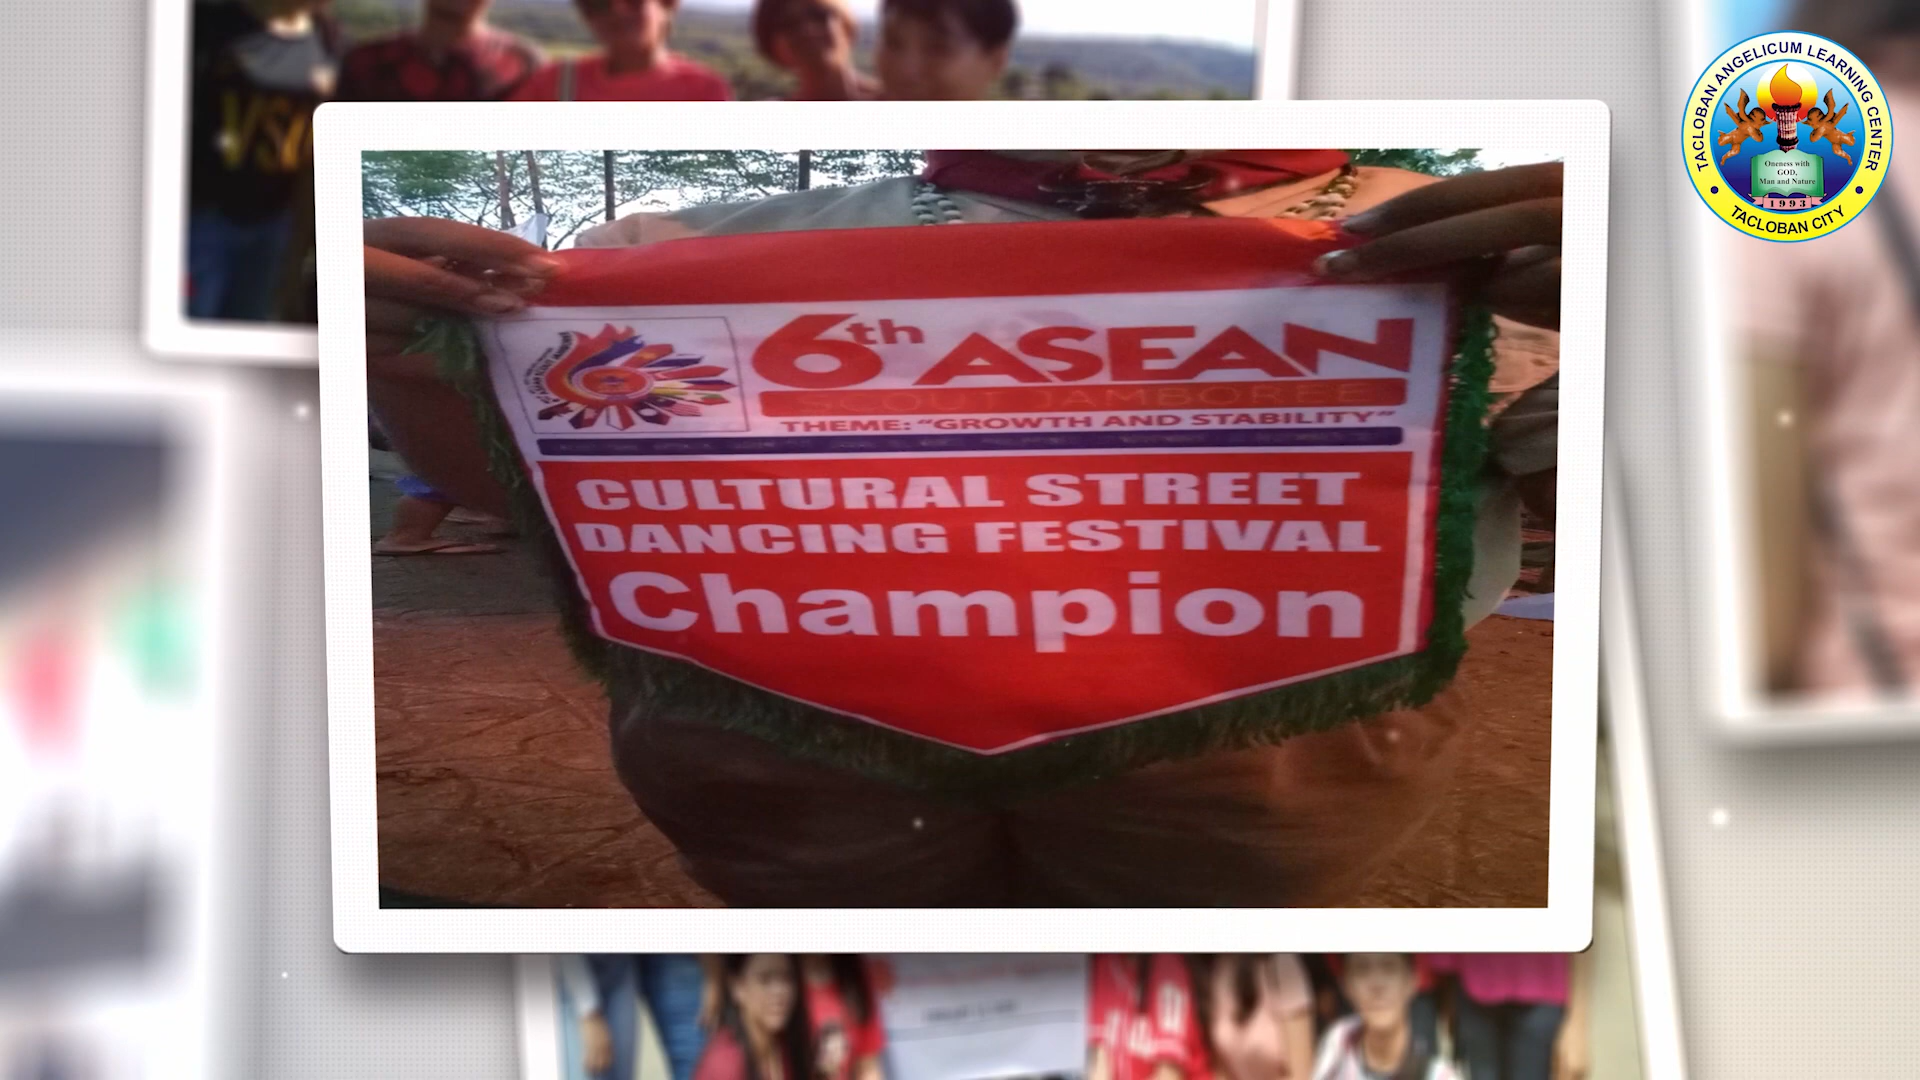 TACLOBAN ANGELICUM LEARNING CENTER
Oneness with
GOD,
Man and Nature
1993
TACLOBAN CITY
6th ASEAN
SCOUT JAMBOREE
THEME: "GROWTH AND STABILITY"
CULTURAL STREET
DANCING FESTIVAL
Champion